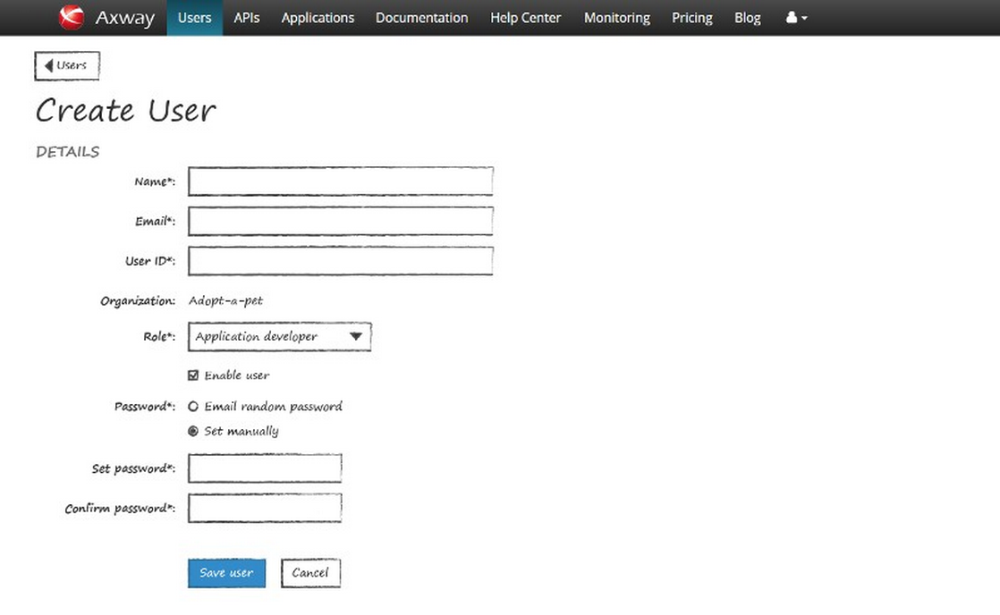 Axway Users APIs Applications Documentation Help Center Monitoring Pricing Blog
Users
Create User
DETAILS
Name*:
Email*:
User ID*:
Organization: Adopt-a-pet
Role*: Application developer
Enable user
Password*: Email random password
Set manually
Set password*:
Confirm password*:
Save user Cancel